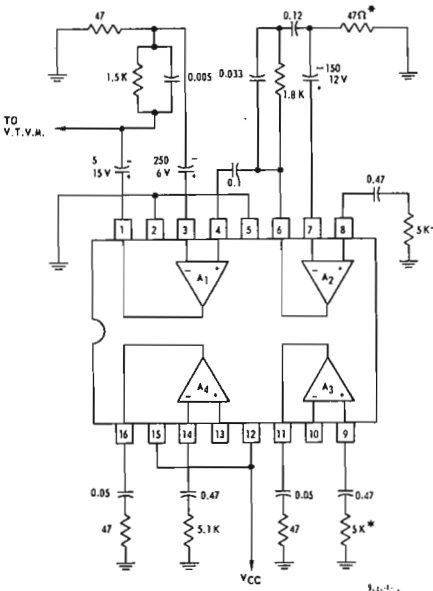 47
0.12
47Ω*
1.5 K
0.005
0.033
1.8 K
-150
12 V
TO
V.T.V.M.
5
15 V
-
+
250
6 V
-
+
0.1
0.47
5K
1 2 3 4 5 6 7 8
- +
A1
- +
A2
A4
- +
A3
- +
16 15 14 13 12 11 10 9
0.05
0.47
0.05
0.47
47
5.1 K
47
5K*
VCC